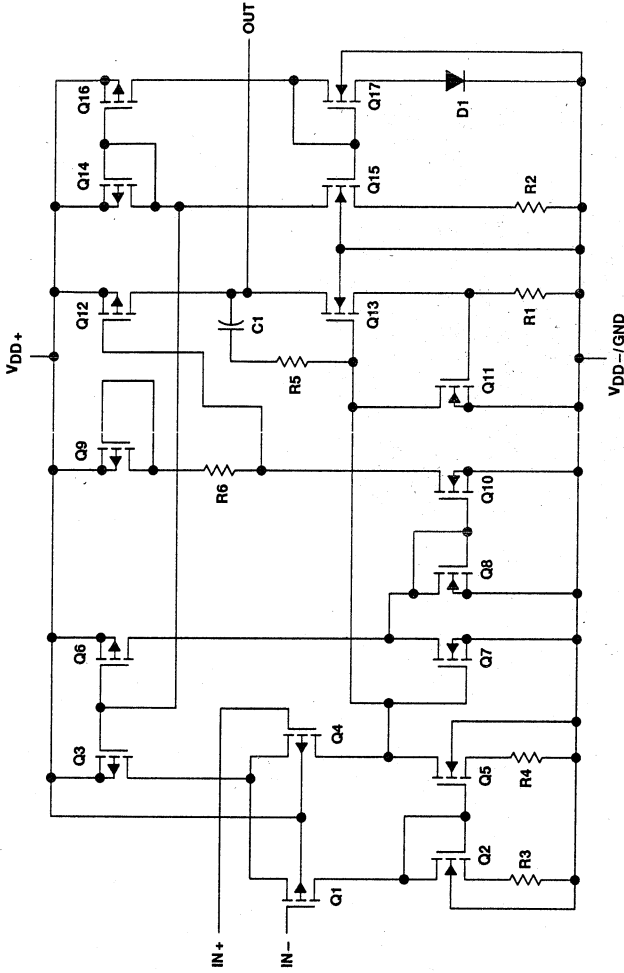 VDD+
Q3
Q6
Q9
Q12
Q14
Q16
OUT
R6
C1
R5
IN+
IN−
Q1
Q4
Q13
Q15
Q17
Q2
Q5
Q7
Q8
Q10
Q11
D1
R3
R4
R1
R2
VDD−/GND